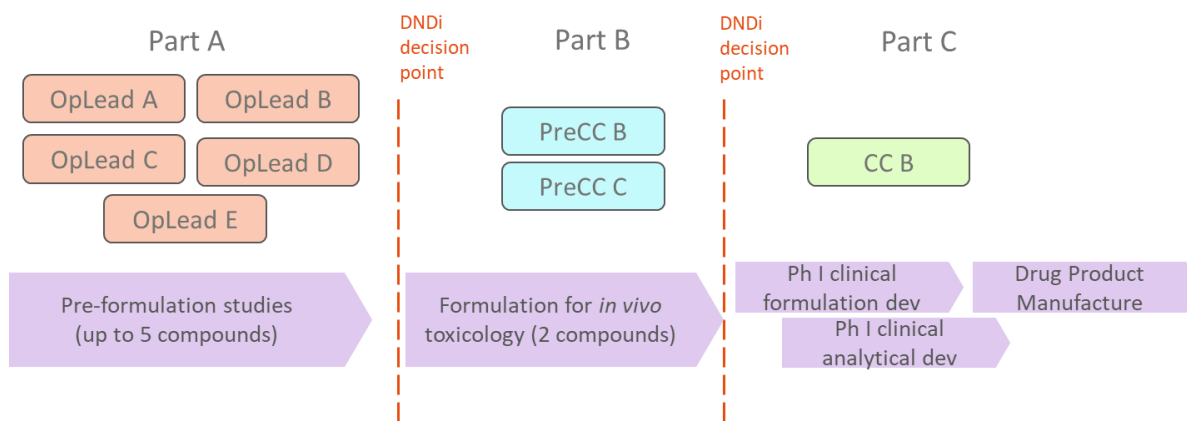 Part A
OpLead A
OpLead B
OpLead C
OpLead D
OpLead E
Pre-formulation studies
(up to 5 compounds)
DNDi
decision
point
Part B
PreCC B
PreCC C
Formulation for in vivo
toxicology (2 compounds)
DNDi
decision
point
Part C
CC B
Ph I clinical
formulation dev
Drug Product
Manufacture
Ph I clinical
analytical dev